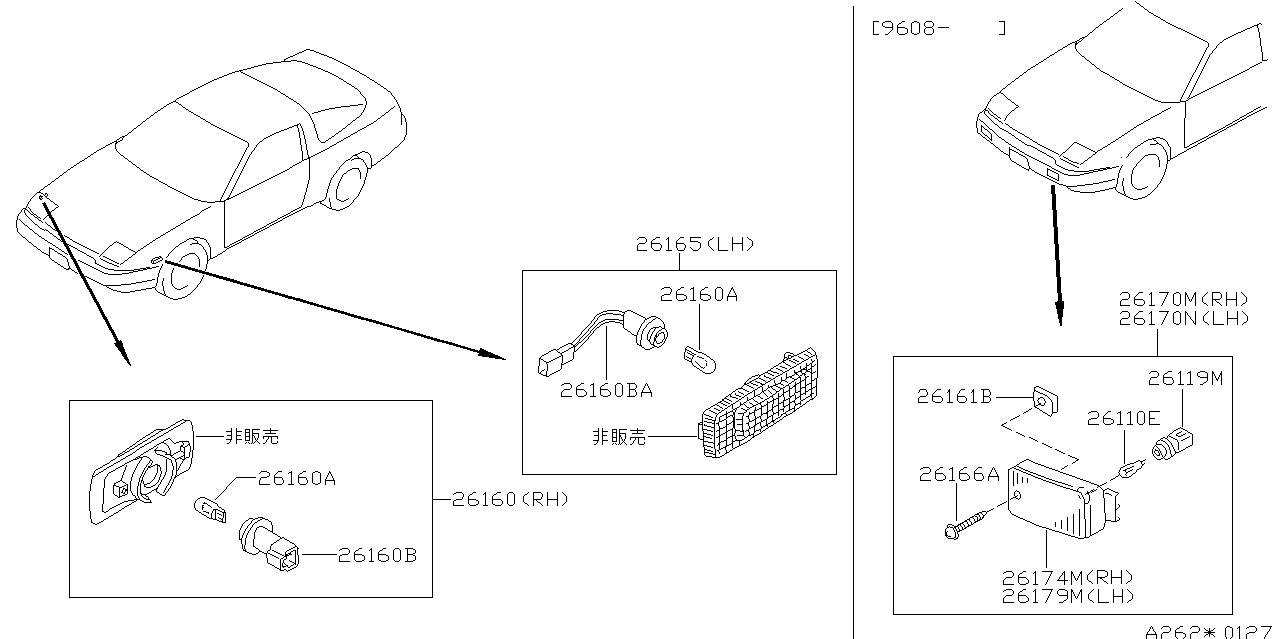 26165(LH)
26160A
26160BA
非販売
非販売
26160A
26160(RH)
26160B
[9608-    ]
26170M(RH)
26170N(LH)
26119M
26161B
26110E
26166A
26174M(RH)
26179M(LH)
A262*0127